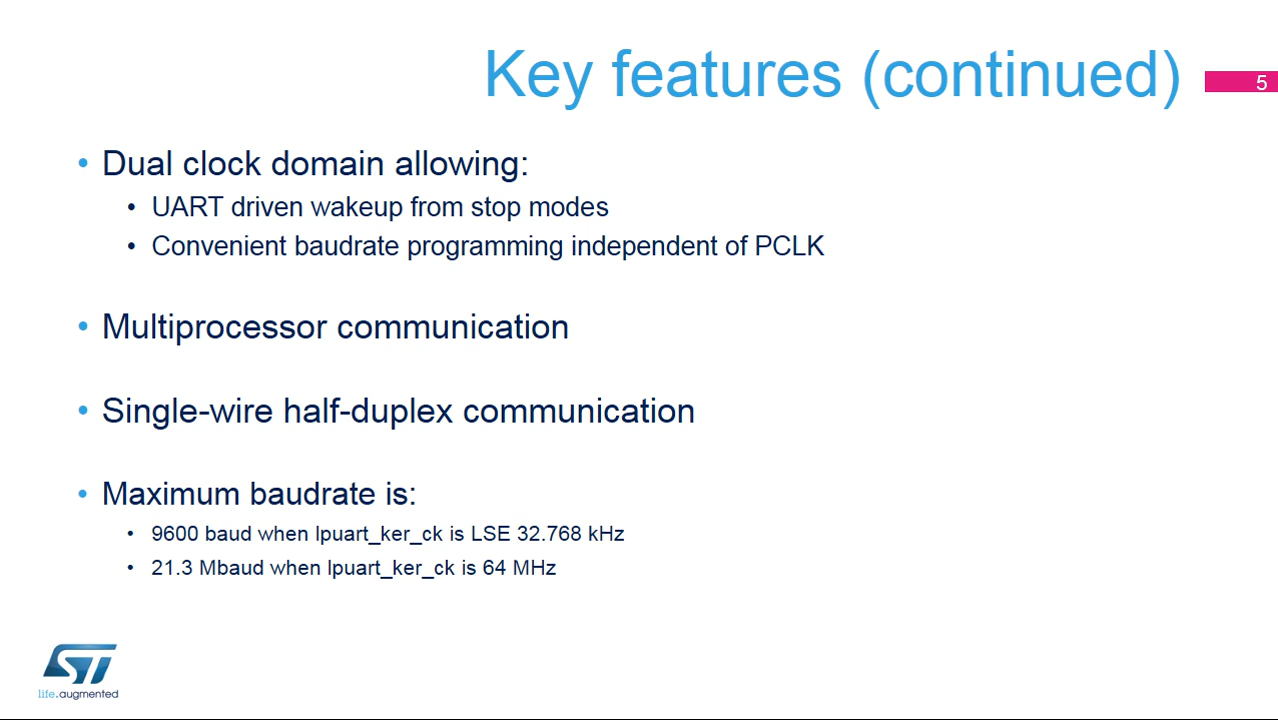 Key features (continued)
5
• Dual clock domain allowing:
• UART driven wakeup from stop modes
• Convenient baudrate programming independent of PCLK
• Multiprocessor communication
• Single-wire half-duplex communication
• Maximum baudrate is:
• 9600 baud when lpuart_ker_ck is LSE 32.768 kHz
• 21.3 Mbaud when lpuart_ker_ck is 64 MHz
ST
life.augmented